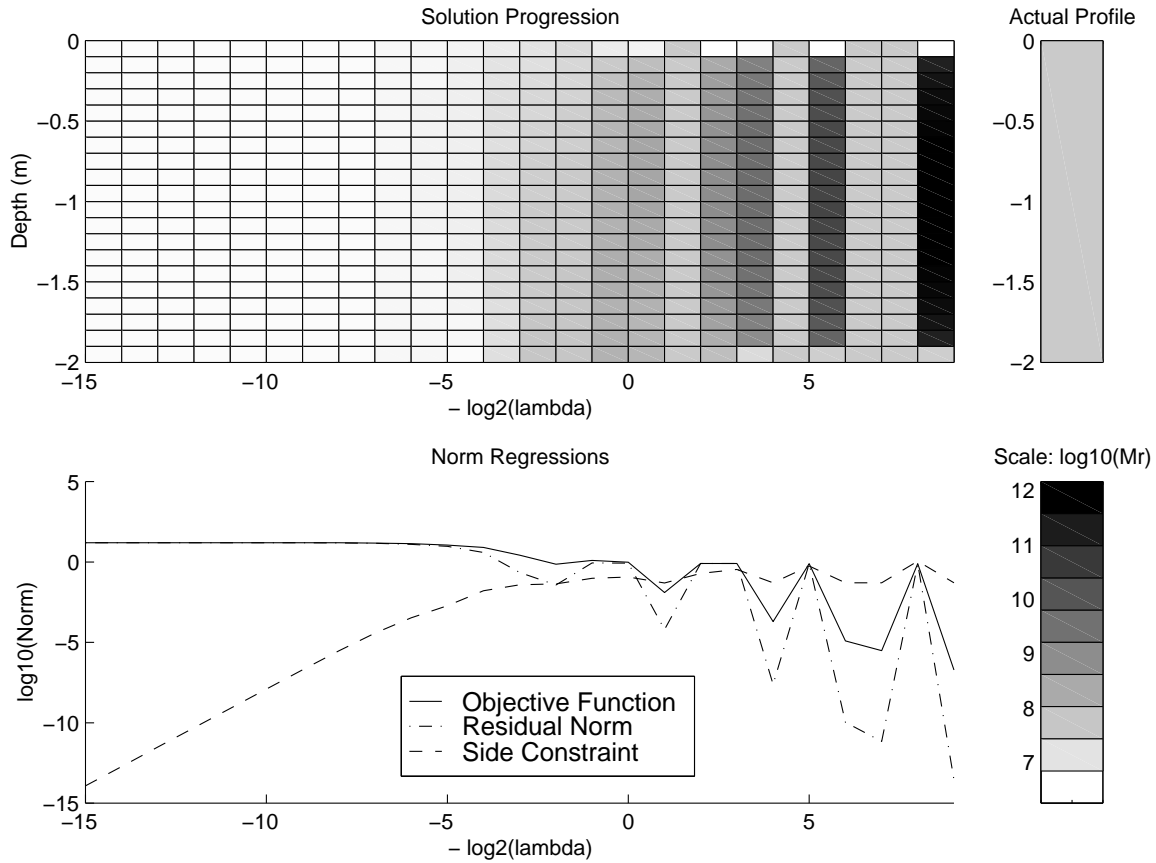 Solution Progression
Actual Profile
0
−0.5
−1
−1.5
−2
Depth (m)
−15
−10
−5
0
5
− log2(lambda)
0
−0.5
−1
−1.5
−2
Norm Regressions
Scale: log10(Mr)
5
0
−5
−10
−15
log10(Norm)
Objective Function
Residual Norm
Side Constraint
−15
−10
−5
0
5
− log2(lambda)
12
11
10
9
8
7